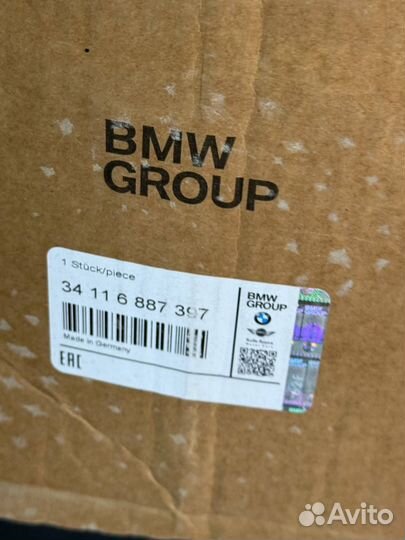 BMW
GROUP
1 Stück/piece
34 11 6 887 397
Made in Germany
EAC
BMW
GROUP
Avito